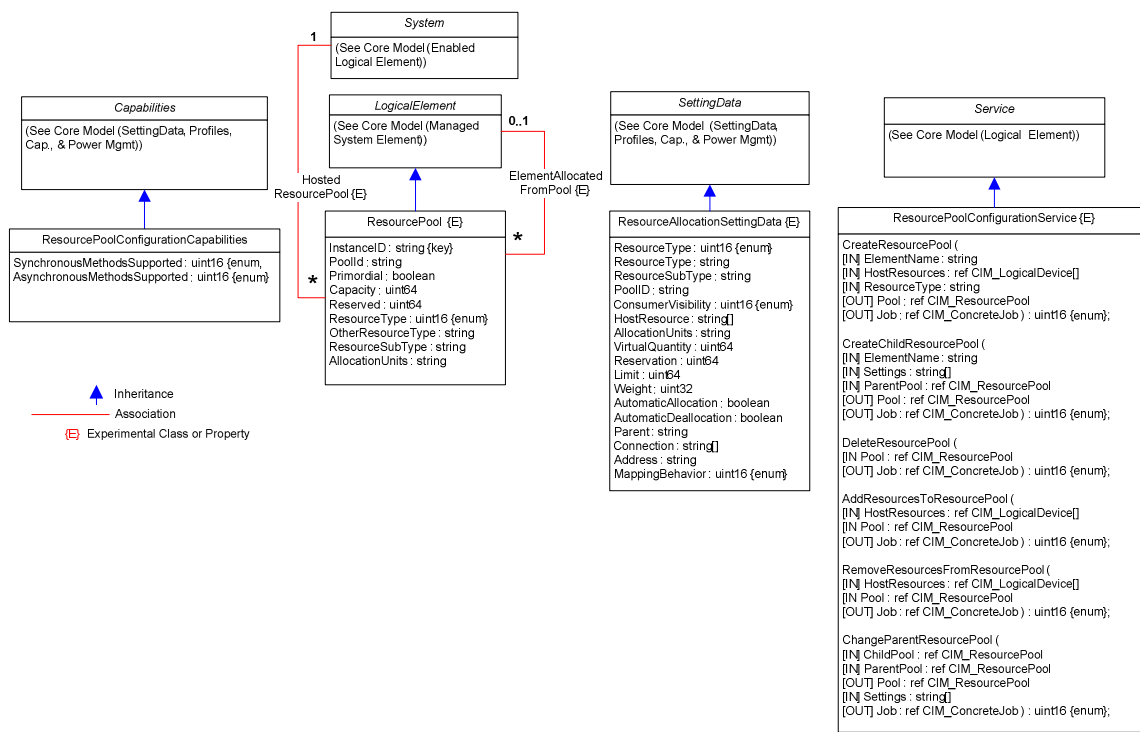 System
(See Core Model (Enabled
Logical Element))
1
Capabilities
(See Core Model (SettingData, Profiles,
Cap., & Power Mgmt))
LogicalElement
(See Core Model (Managed
System Element))
0..1
SettingData
(See Core Model (SettingData,
Profiles, Cap., & Power Mgmt))
Service
(See Core Model (Logical Element))
Hosted
ResourcePool {E}
ElementAllocated
FromPool {E}
ResourcePoolConfigurationCapabilities
SynchronousMethodsSupported : uint16 {enum,
AsynchronousMethodsSupported : uint16 {enum}
*
ResourcePool {E}
InstanceID : string {key}
PoolId : string
Primordial : boolean
Capacity : uint64
Reserved : uint64
ResourceType : uint16 {enum}
OtherResourceType : string
ResourceSubType : string
AllocationUnits : string
*
ResourceAllocationSettingData {E}
ResourceType : uint16 {enum}
ResourceType : string
ResourceSubType : string
PoolID : string
ConsumerVisibility : uint16 {enum}
HostResource : string[]
AllocationUnits : string
VirtualQuantity : uint64
Reservation : uint64
Limit : uint64
Weight : uint32
AutomaticAllocation : boolean
AutomaticDeallocation : boolean
Parent : string
Connection : string[]
Address : string
MappingBehavior : uint16 {enum}
ResourcePoolConfigurationService {E}
CreateResourcePool (
[IN] ElementName : string
[IN] HostResources : ref CIM_LogicalDevice[]
[IN] ResourceType : string
[OUT] Pool : ref CIM_ResourcePool
[OUT] Job : ref CIM_ConcreteJob ) : uint16 {enum};
CreateChildResourcePool (
[IN] ElementName : string
[IN] Settings : string[]
[IN] ParentPool : ref CIM_ResourcePool
[OUT] Pool : ref CIM_ResourcePool
[OUT] Job : ref CIM_ConcreteJob ) : uint16 {enum};
DeleteResourcePool (
[IN Pool : ref CIM_ResourcePool
[OUT] Job : ref CIM_ConcreteJob ) : uint16 {enum};
AddResourcesToResourcePool (
[IN] HostResources : ref CIM_LogicalDevice[]
[IN Pool : ref CIM_ResourcePool
[OUT] Job : ref CIM_ConcreteJob ) : uint16 {enum};
RemoveResourcesFromResourcePool (
[IN] HostResources : ref CIM_LogicalDevice[]
[IN Pool : ref CIM_ResourcePool
[OUT] Job : ref CIM_ConcreteJob ) : uint16 {enum};
ChangeParentResourcePool (
[IN] ChildPool : ref CIM_ResourcePool
[IN] ParentPool : ref CIM_ResourcePool
[OUT] Pool : ref CIM_ResourcePool
[IN] Settings : string[]
[OUT] Job : ref CIM_ConcreteJob ) : uint16 {enum};
Inheritance
Association
{E} Experimental Class or Property